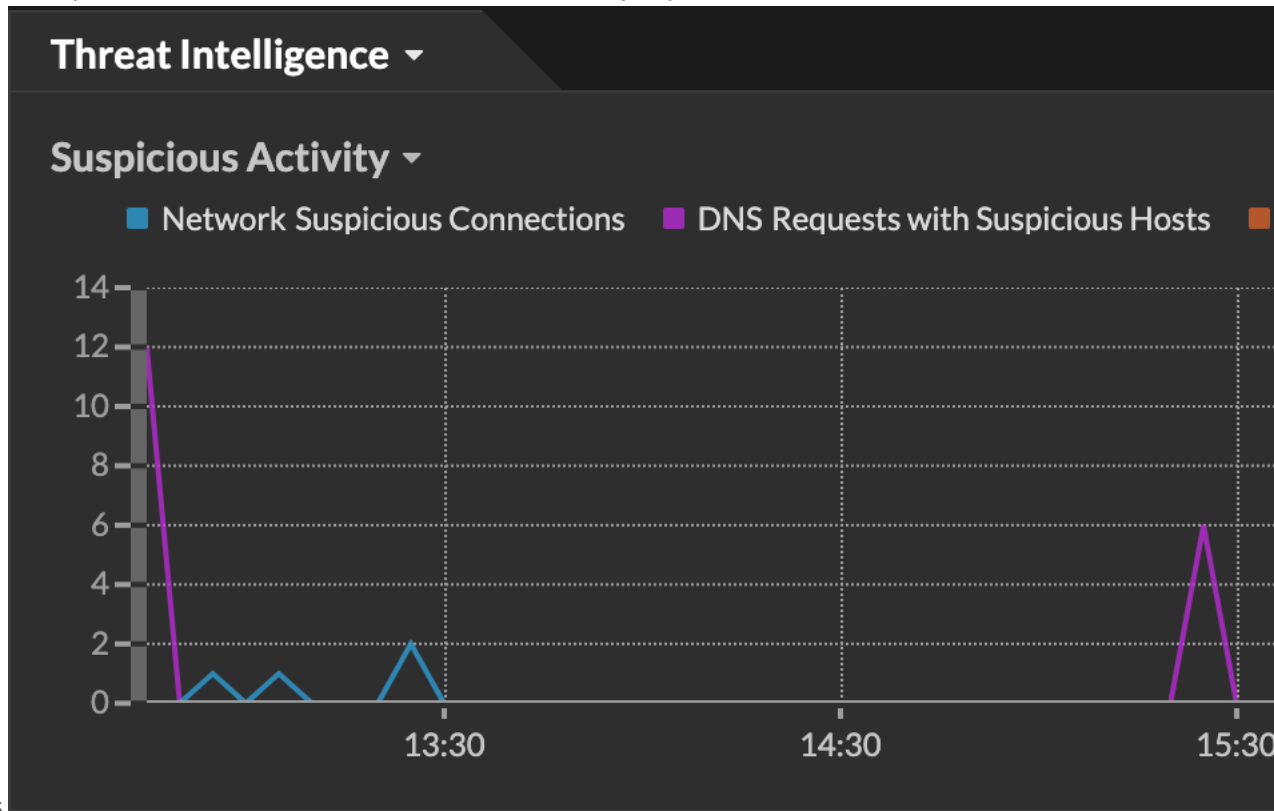 Threat Intelligence
Suspicious Activity
Network Suspicious Connections DNS Requests with Suspicious Hosts
14
12
10
8
6
4
2
0
13:30 14:30 15:30